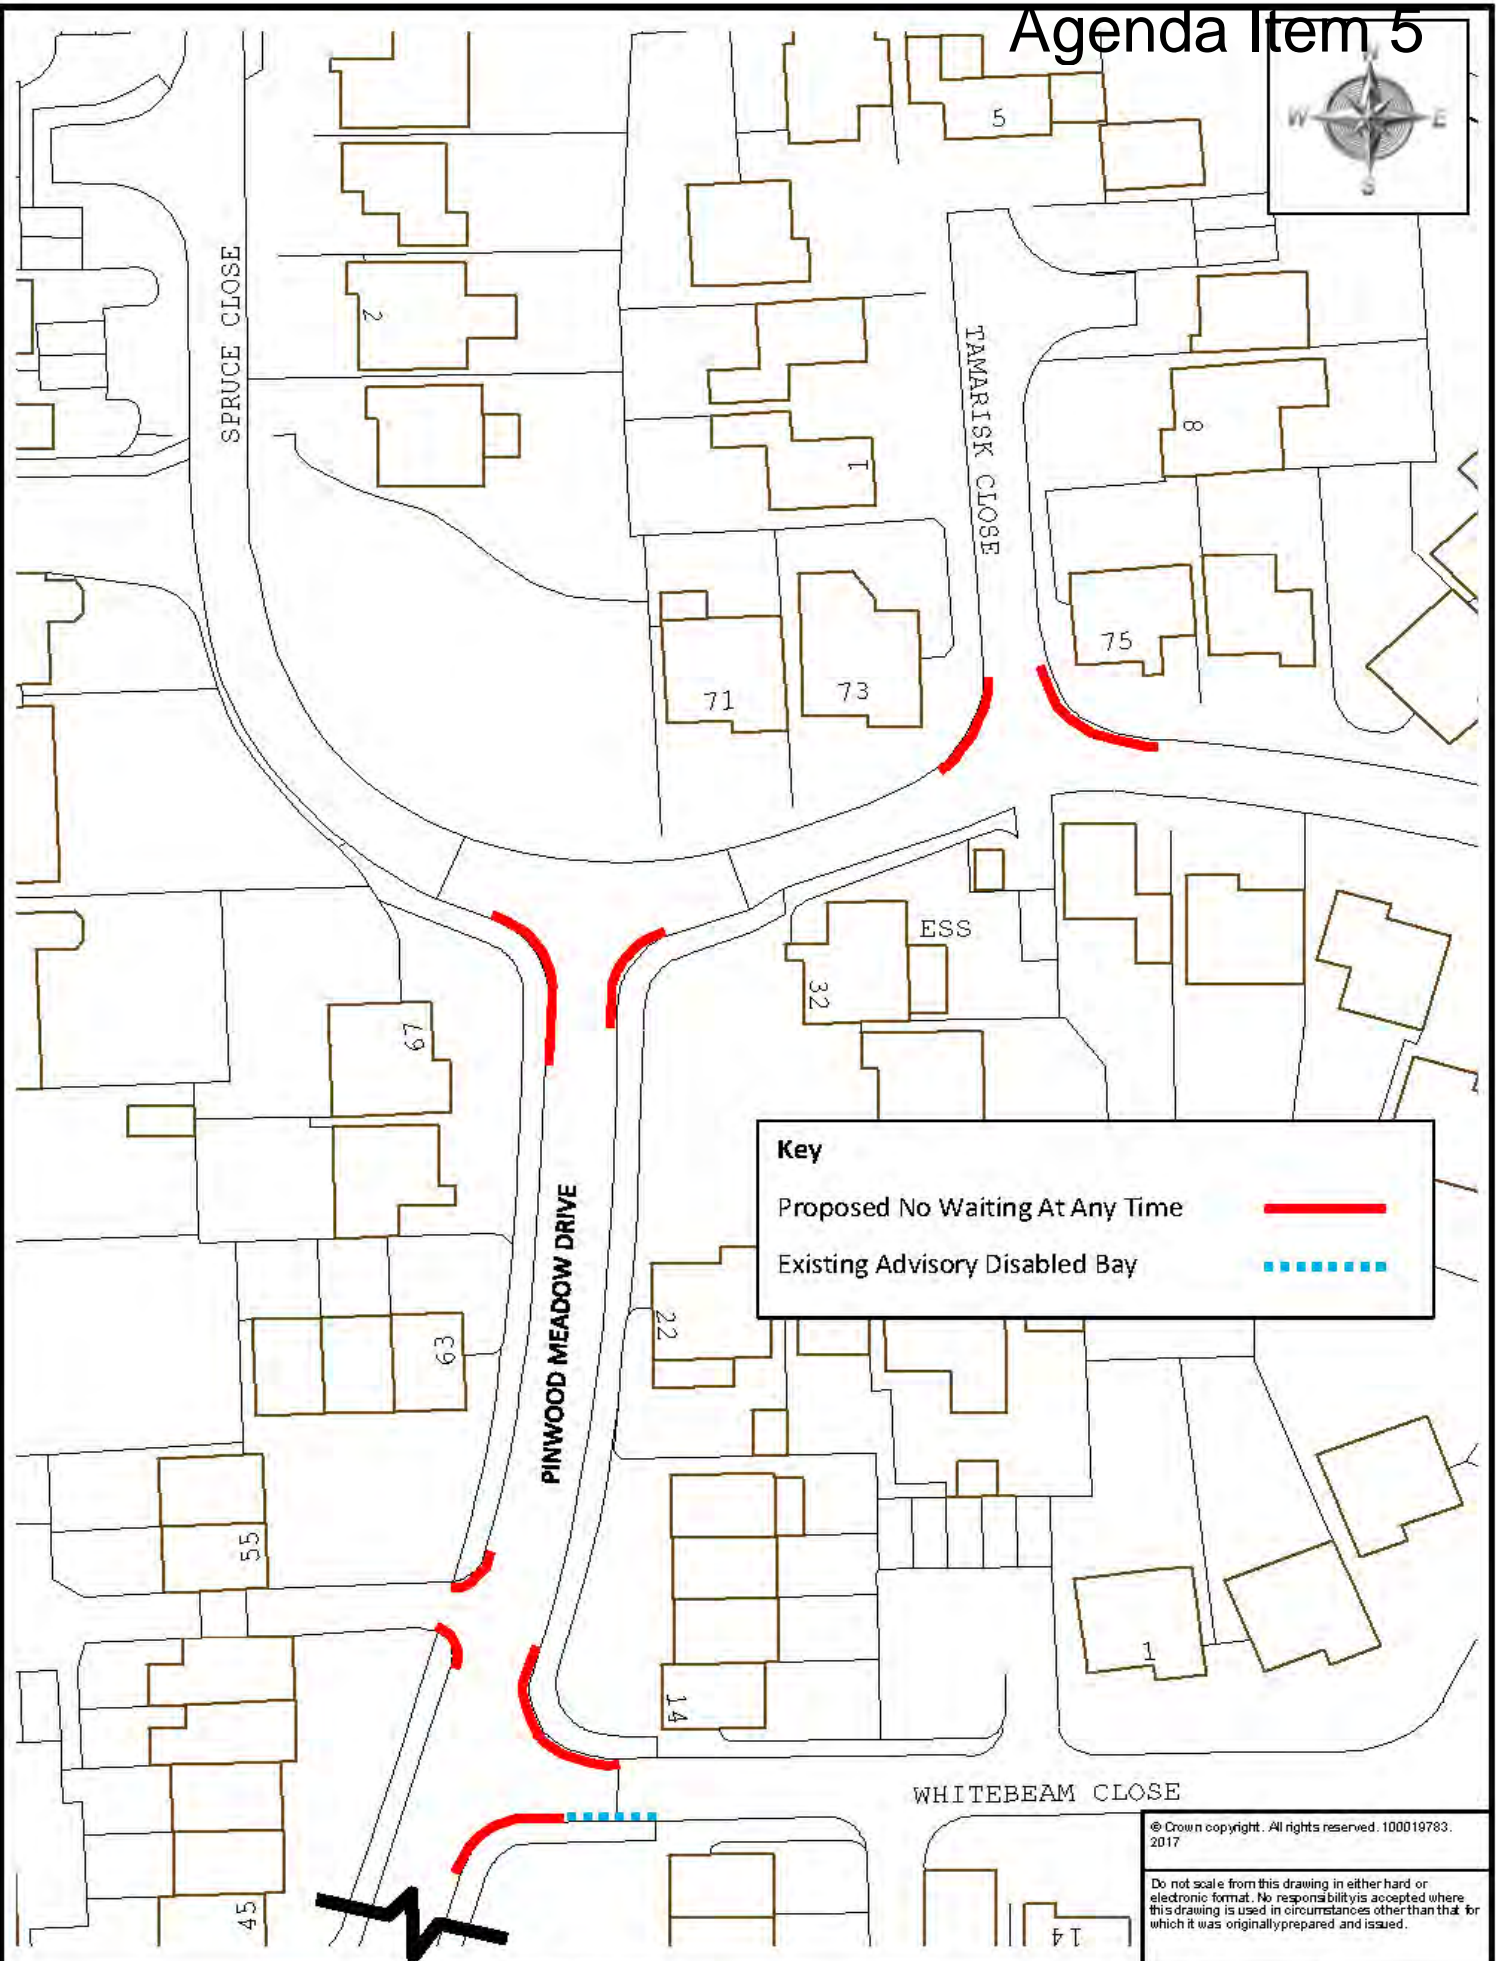 Agenda Item 5
N
W
E
S
5
SPRUCE CLOSE
2
TAMARISK CLOSE
8
1
75
71
73
ESS
32
67
Key
Proposed No Waiting At Any Time
Existing Advisory Disabled Bay
PINWOOD MEADOW DRIVE
22
63
55
1
14
WHITEBEAM CLOSE
© Crown copyright. All rights reserved. 100019783.
2017
Do not scale from this drawing in either hard or
electronic format. No responsibility is accepted where
this drawing is used in circumstances other than that for
which it was originally prepared and issued.
45
14